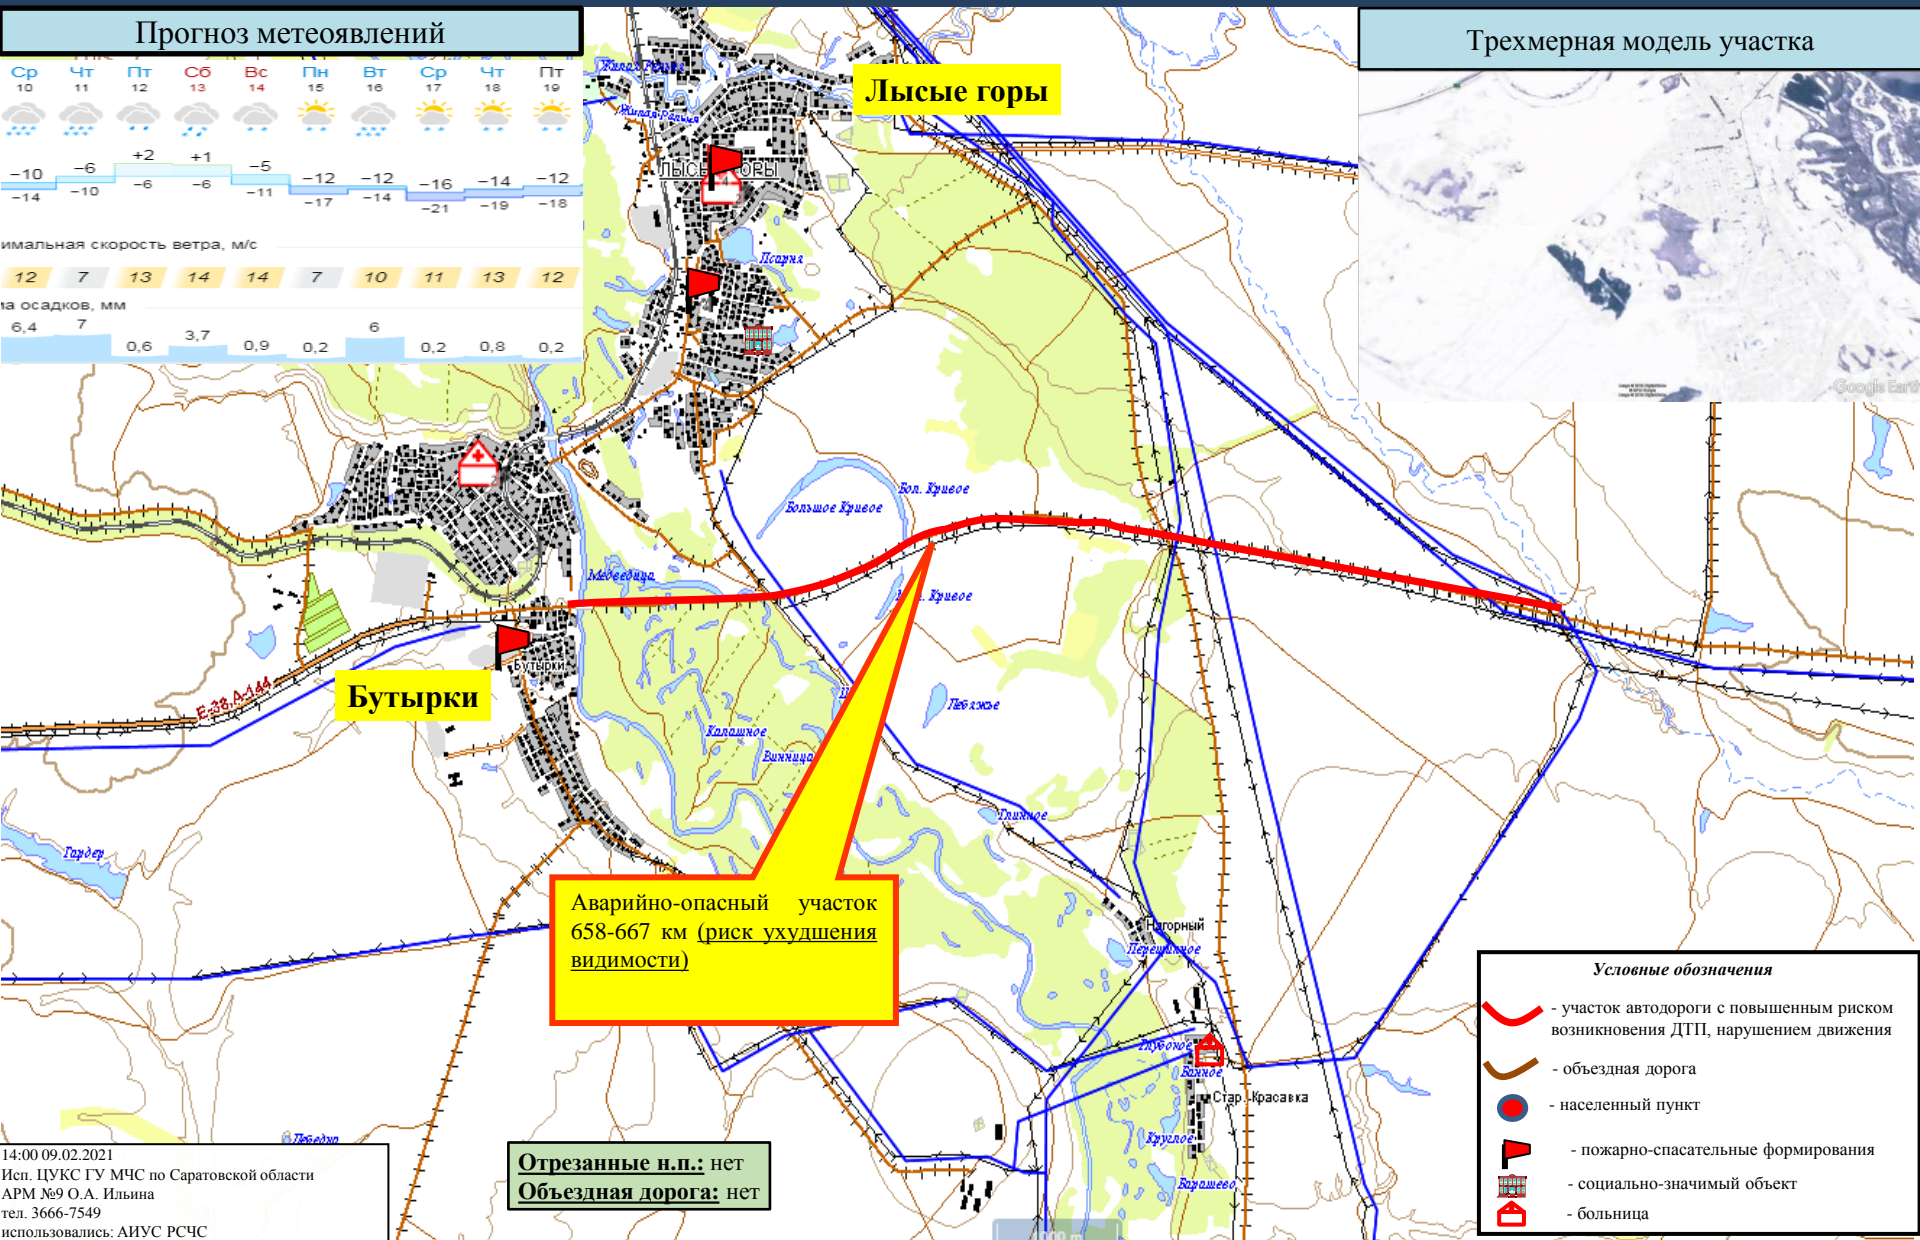 Прогноз метеоявлений
Ср Чт Пт Сб Вс Пн Вт Ср Чт Пт
10 11 12 13 14 15 16 17 18 19
−10 −6 +2 +1 −5 −12 −12 −16 −14 −12
−14 −10 −6 −6 −11 −17 −14 −21 −19 −18
имальная скорость ветра, м/с
12 7 13 14 14 7 10 11 13 12
ма осадков, мм
6,4 7 0,6 3,7 0,9 0,2 6 0,2 0,8 0,2
Трехмерная модель участка
Google Earth
Лысые горы
Жилая Рельня
Псарня
Бол. Кривое
Большое Кривое
Медведица
Кривое
Бутырки
Бутырки
Е-38,А-144
Лебяжье
Калашное
Винница
Глинное
Гардер
Аварийно-опасный участок
658-667 км (риск ухудшения
видимости)
Нагорный
Глубокое
Банное
Стар. Красавка
Круглое
Барашево
Условные обозначения
- участок автодороги с повышенным риском
возникновения ДТП, нарушением движения
- объездная дорога
- населенный пункт
- пожарно-спасательные формирования
- социально-значимый объект
- больница
Отрезанные н.п.: нет
Объездная дорога: нет
14:00 09.02.2021
Исп. ЦУКС ГУ МЧС по Саратовской области
АРМ №9 О.А. Ильина
тел. 3666-7549
использовались: АИУС РСЧС